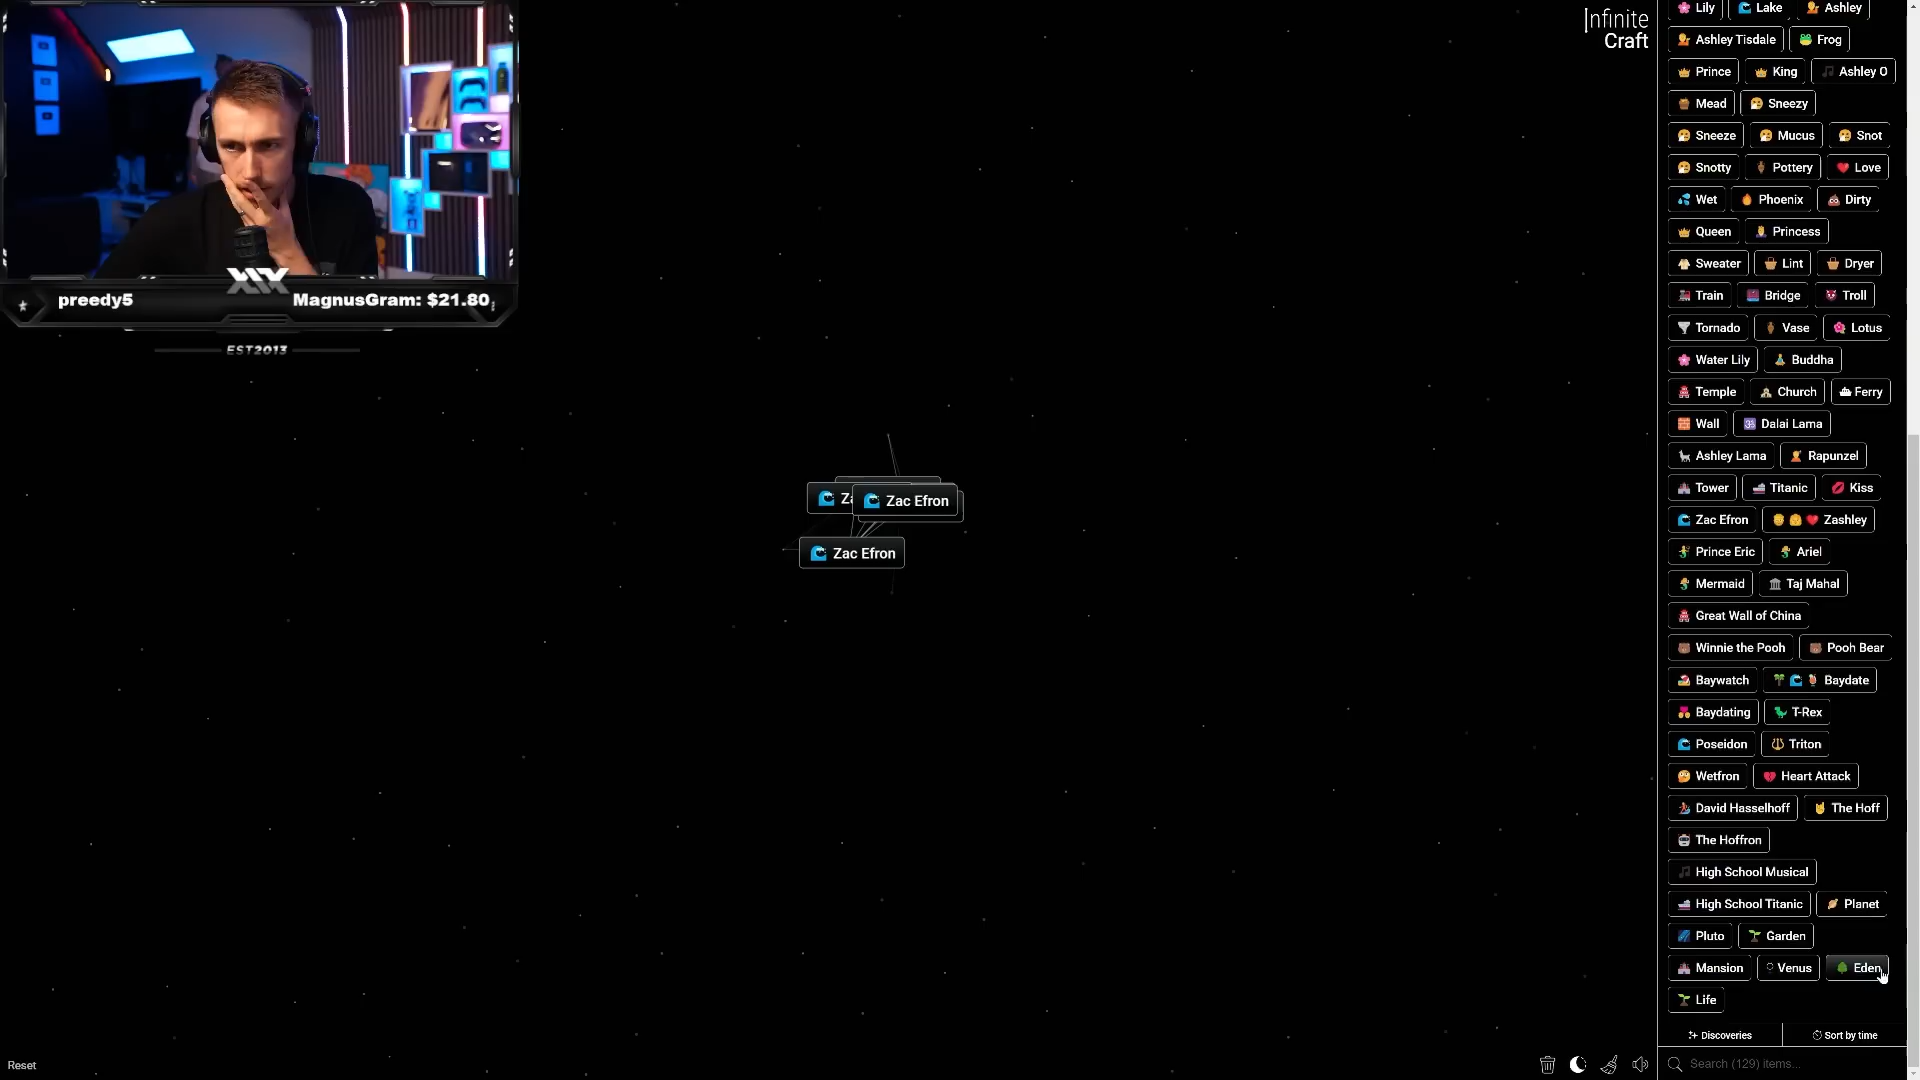 XIX
preedy5
MagnusGram: $21.80
EST2013
Infinite
Craft
Zac Efron
Zac Efron
Lily
Lake
Ashley
Ashley Tisdale
Frog
Prince
King
Ashley O
Mead
Sneezy
Sneeze
Mucus
Snot
Snotty
Pottery
Love
Wet
Phoenix
Dirty
Queen
Princess
Sweater
Lint
Dryer
Train
Bridge
Troll
Tornado
Vase
Lotus
Water Lily
Buddha
Temple
Church
Ferry
Wall
Dalai Lama
Ashley Lama
Rapunzel
Tower
Titanic
Kiss
Zac Efron
Zashley
Prince Eric
Ariel
Mermaid
Taj Mahal
Great Wall of China
Winnie the Pooh
Pooh Bear
Baywatch
Baydate
Baydating
T-Rex
Poseidon
Triton
Wetfron
Heart Attack
David Hasselhoff
The Hoff
The Hoffron
High School Musical
High School Titanic
Planet
Pluto
Garden
Mansion
Venus
Eden
Life
Discoveries
Sort by time
Search (129) items...
Reset